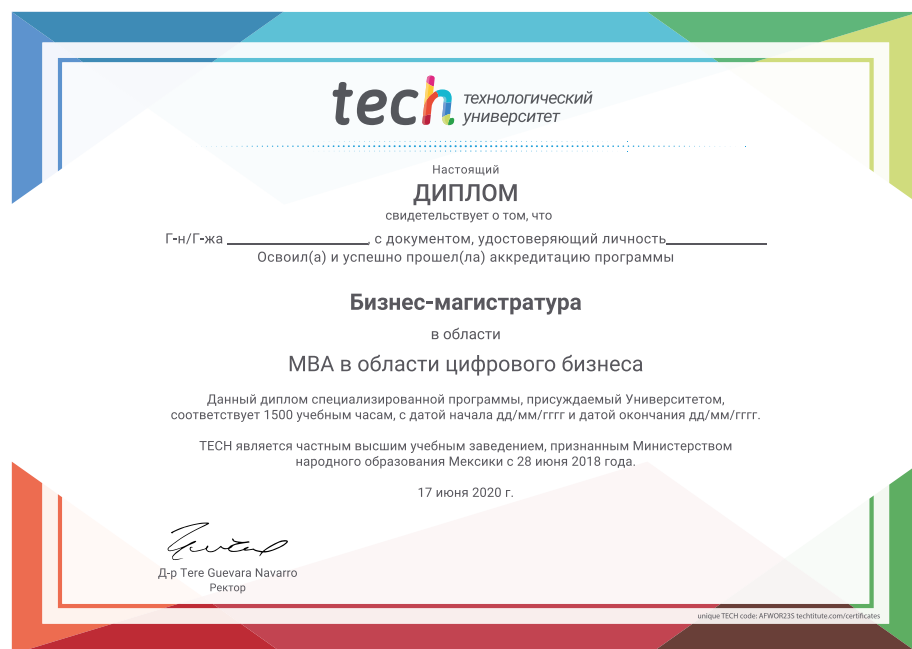 tech технологический
университет
Настоящий
ДИПЛОМ
свидетельствует о том, что
Г-н/Г-жа ____________________, с документом, удостоверяющий личность______________
Освоил(а) и успешно прошел(ла) аккредитацию программы
Бизнес-магистратура
в области
MBA в области цифрового бизнеса
Данный диплом специализированной программы, присуждаемый Университетом,
соответствует 1500 учебным часам, с датой начала дд/мм/гггг и датой окончания дд/мм/гггг.
TECH является частным высшим учебным заведением, признанным Министерством
народного образования Мексики с 28 июня 2018 года.
17 июня 2020 г.
Д-р Tere Guevara Navarro
Ректор
unique TECH code: AFWOR23S techtitute.com/certificates